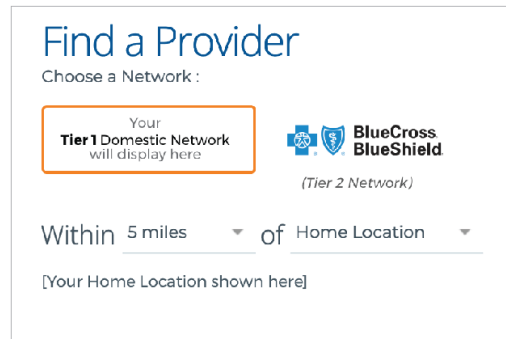 Find a Provider
Choose a Network :
Your
Tier 1 Domestic Network
will display here
BlueCross
BlueShield
(Tier 2 Network)
Within 5 miles of Home Location
[Your Home Location shown here]